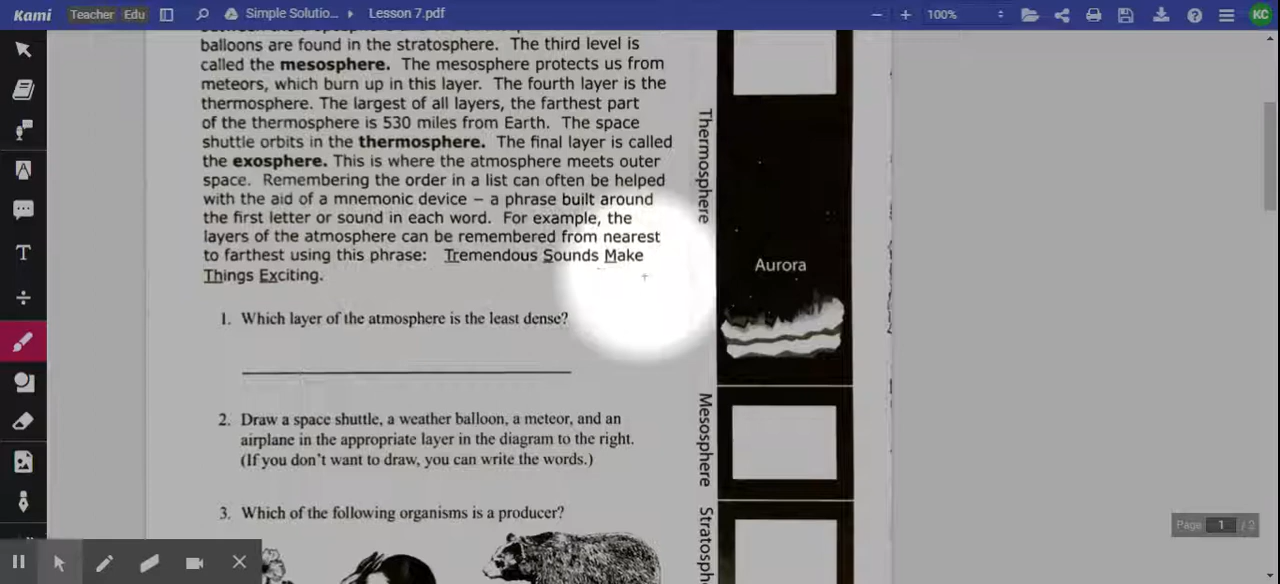 Kami Teacher Edu Simple Solutio... Lesson 7.pdf 100% KC
balloons are found in the stratosphere. The third level is
called the mesosphere. The mesosphere protects us from
meteors, which burn up in this layer. The fourth layer is the
thermosphere. The largest of all layers, the farthest part
of the thermosphere is 530 miles from Earth. The space
shuttle orbits in the thermosphere. The final layer is called
the exosphere. This is where the atmosphere meets outer
space. Remembering the order in a list can often be helped
with the aid of a mnemonic device – a phrase built around
the first letter or sound in each word. For example, the
layers of the atmosphere can be remembered from nearest
to farthest using this phrase: Tremendous Sounds Make
Things Exciting.
1. Which layer of the atmosphere is the least dense?
2. Draw a space shuttle, a weather balloon, a meteor, and an
airplane in the appropriate layer in the diagram to the right.
(If you don't want to draw, you can write the words.)
3. Which of the following organisms is a producer?
Thermosphere
Aurora
Mesosphere
Stratosph
Page 1 / 2